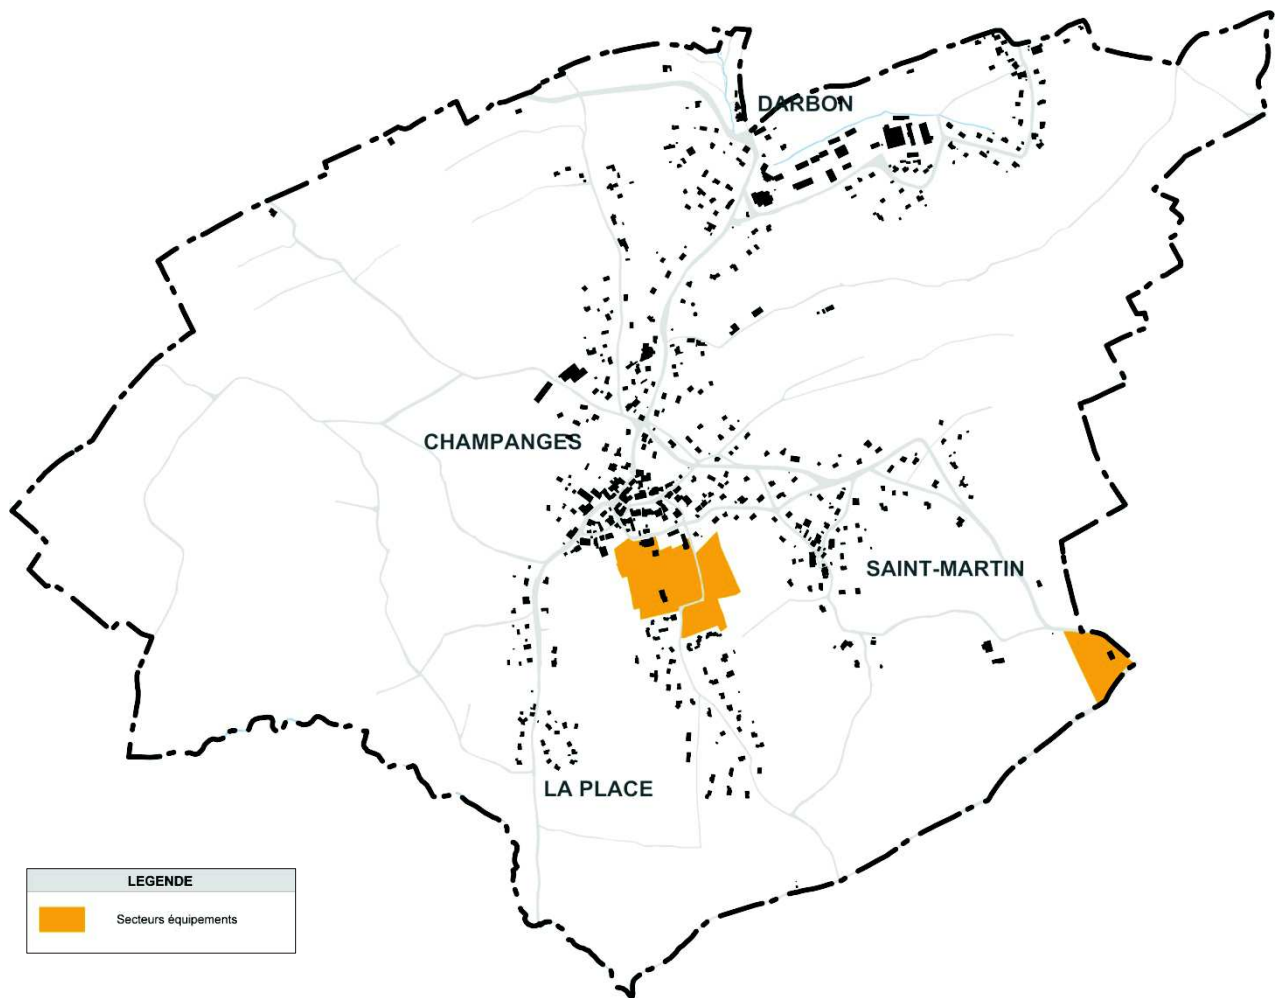 DARBON
CHAMPANGES
SAINT-MARTIN
LA PLACE
LEGENDE
Secteurs équipements